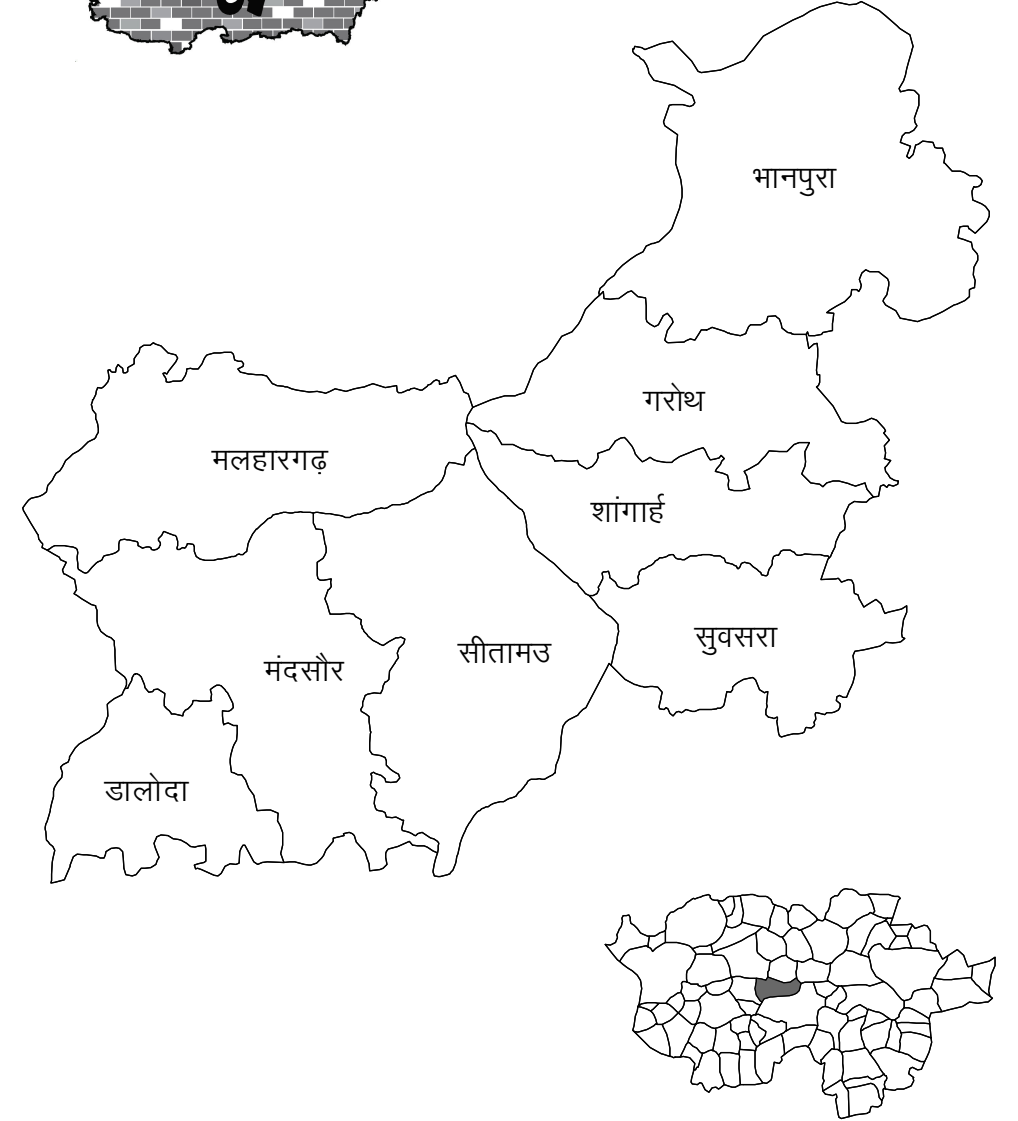 भानपुरा
गरोथ
मलहारगढ़
शांगार्ह
सुवसरा
सीतामउ
मंदसौर
डालोदा